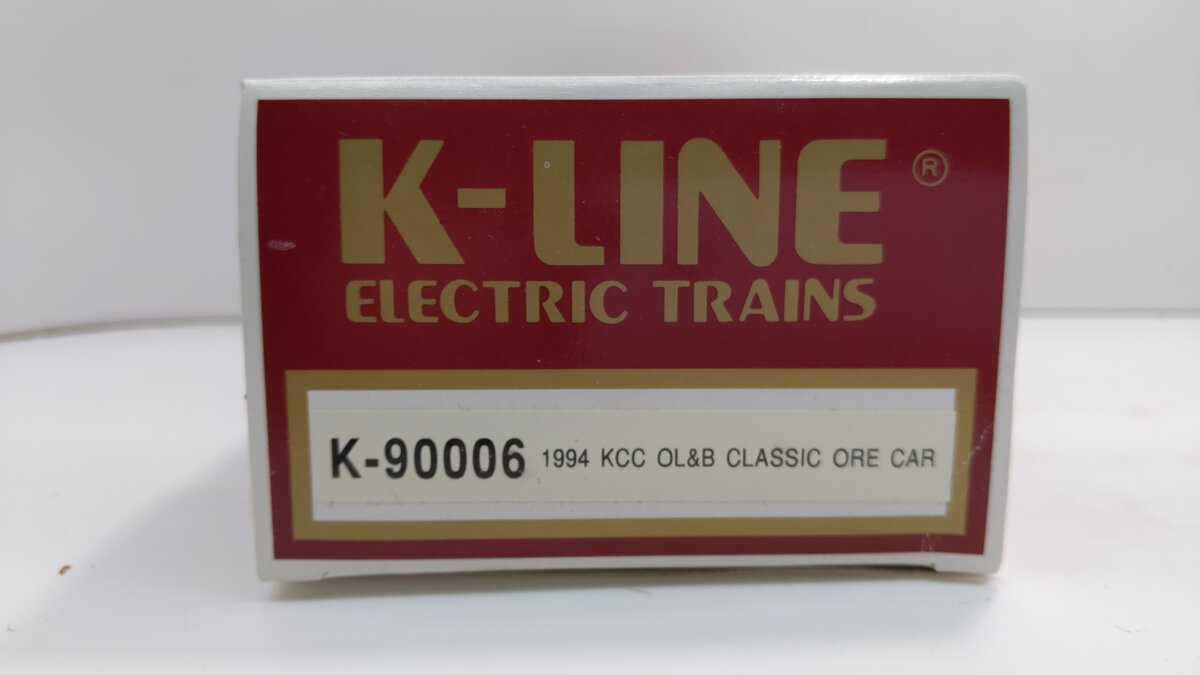 K-LINE ®
ELECTRIC TRAINS
K-90006 1994 KCC OL&B CLASSIC ORE CAR